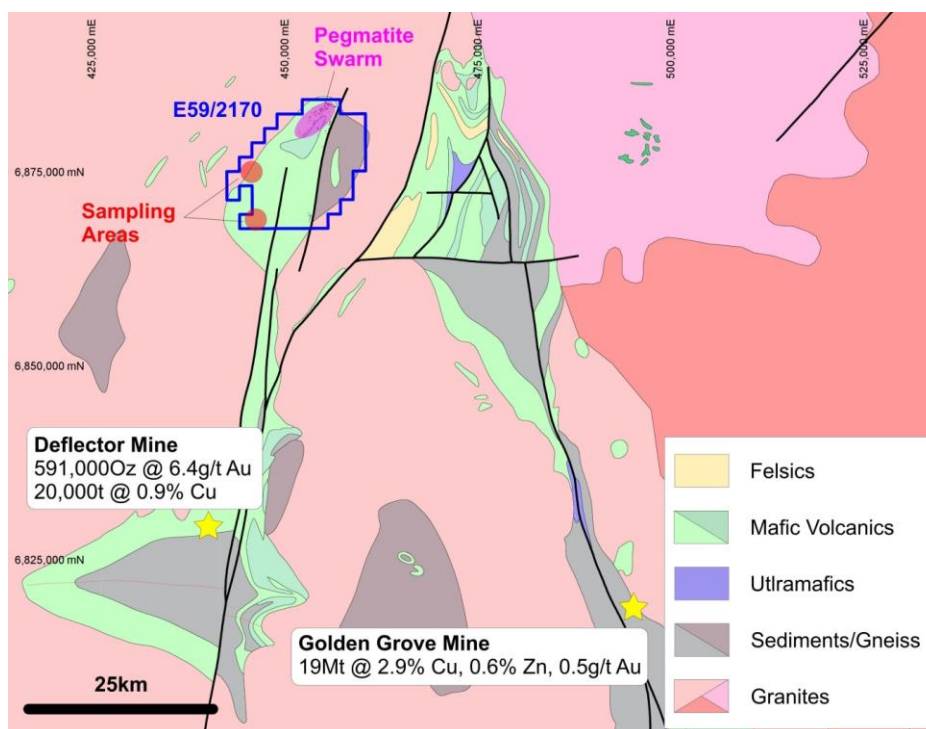 425,000 mE
450,000 mE
475,000 mE
500,000 mE
525,000 mE
Pegmatite
Swarm
E59/2170
6,875,000 mN
Sampling
Areas
6,850,000 mN
Deflector Mine
591,000Oz @ 6.4g/t Au
20,000t @ 0.9% Cu
6,825,000 mN
Golden Grove Mine
19Mt @ 2.9% Cu, 0.6% Zn, 0.5g/t Au
25km
Felsics
Mafic Volcanics
Utlramafics
Sediments/Gneiss
Granites